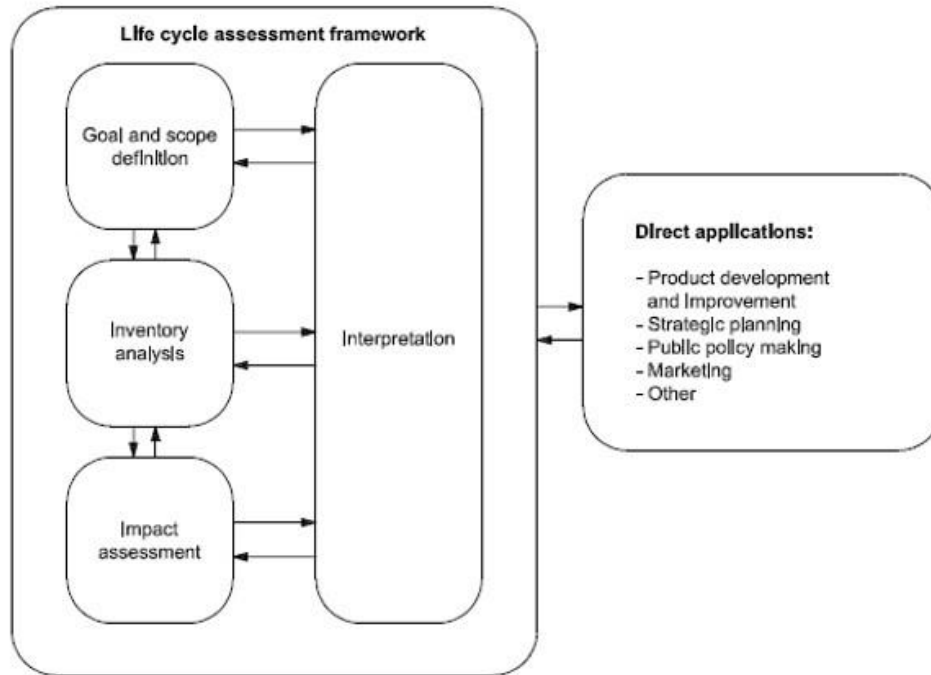 Life cycle assessment framework
Goal and scope
definition
Inventory
analysis
Impact
assessment
Interpretation
Direct applications:
- Product development
and Improvement
- Strategic planning
- Public policy making
- Marketing
- Other